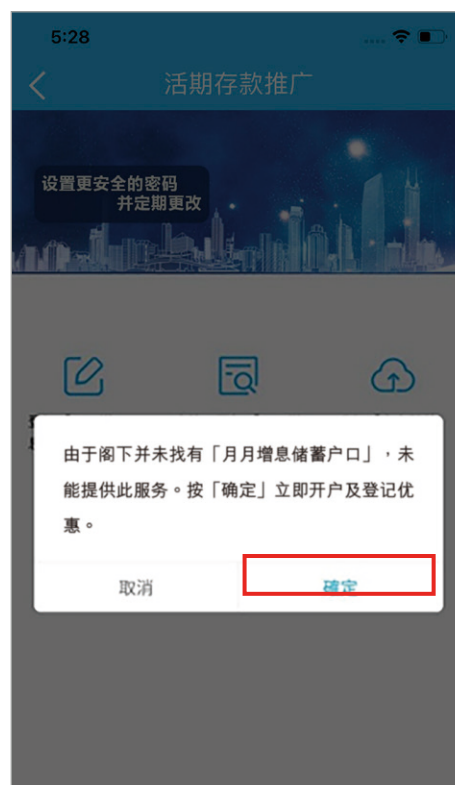 5:28
活期存款推广
设置更安全的密码
并定期更改
由于阁下并未找有「月月增息储蓄户口」，未
能提供此服务。按「确定」立即开户及登记优
惠。
取消
確定